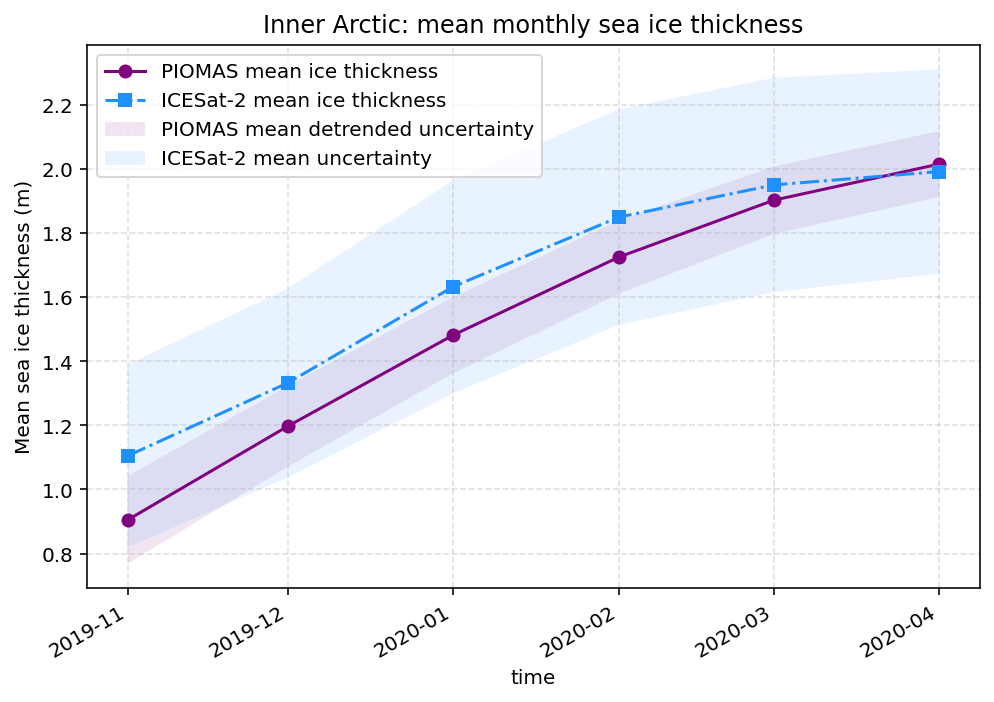 Inner Arctic: mean monthly sea ice thickness
PIOMAS mean ice thickness
ICESat-2 mean ice thickness
PIOMAS mean detrended uncertainty
ICESat-2 mean uncertainty
Mean sea ice thickness (m)
2.2
2.0
1.8
1.6
1.4
1.2
1.0
0.8
2019-11
2019-12
2020-01
2020-02
2020-03
2020-04
time